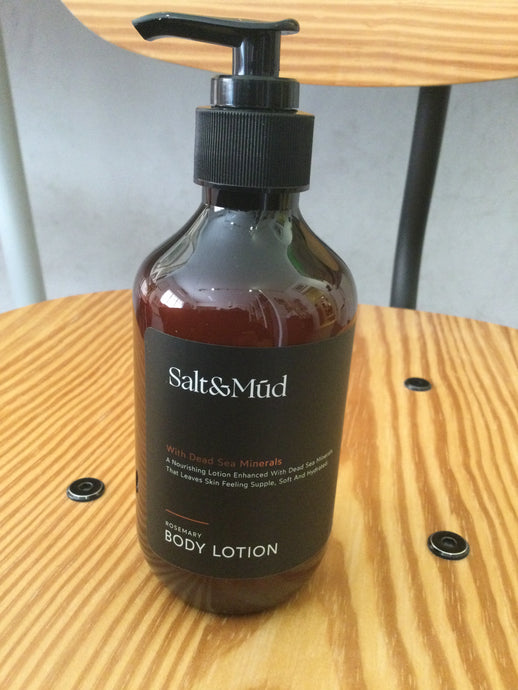 Salt&Mūd
With Dead Sea Minerals
A Nourishing Lotion Enhanced With Dead Sea Minerals
That Leaves Skin Feeling Supple, Soft And Hydrated
ROSEMARY
BODY LOTION